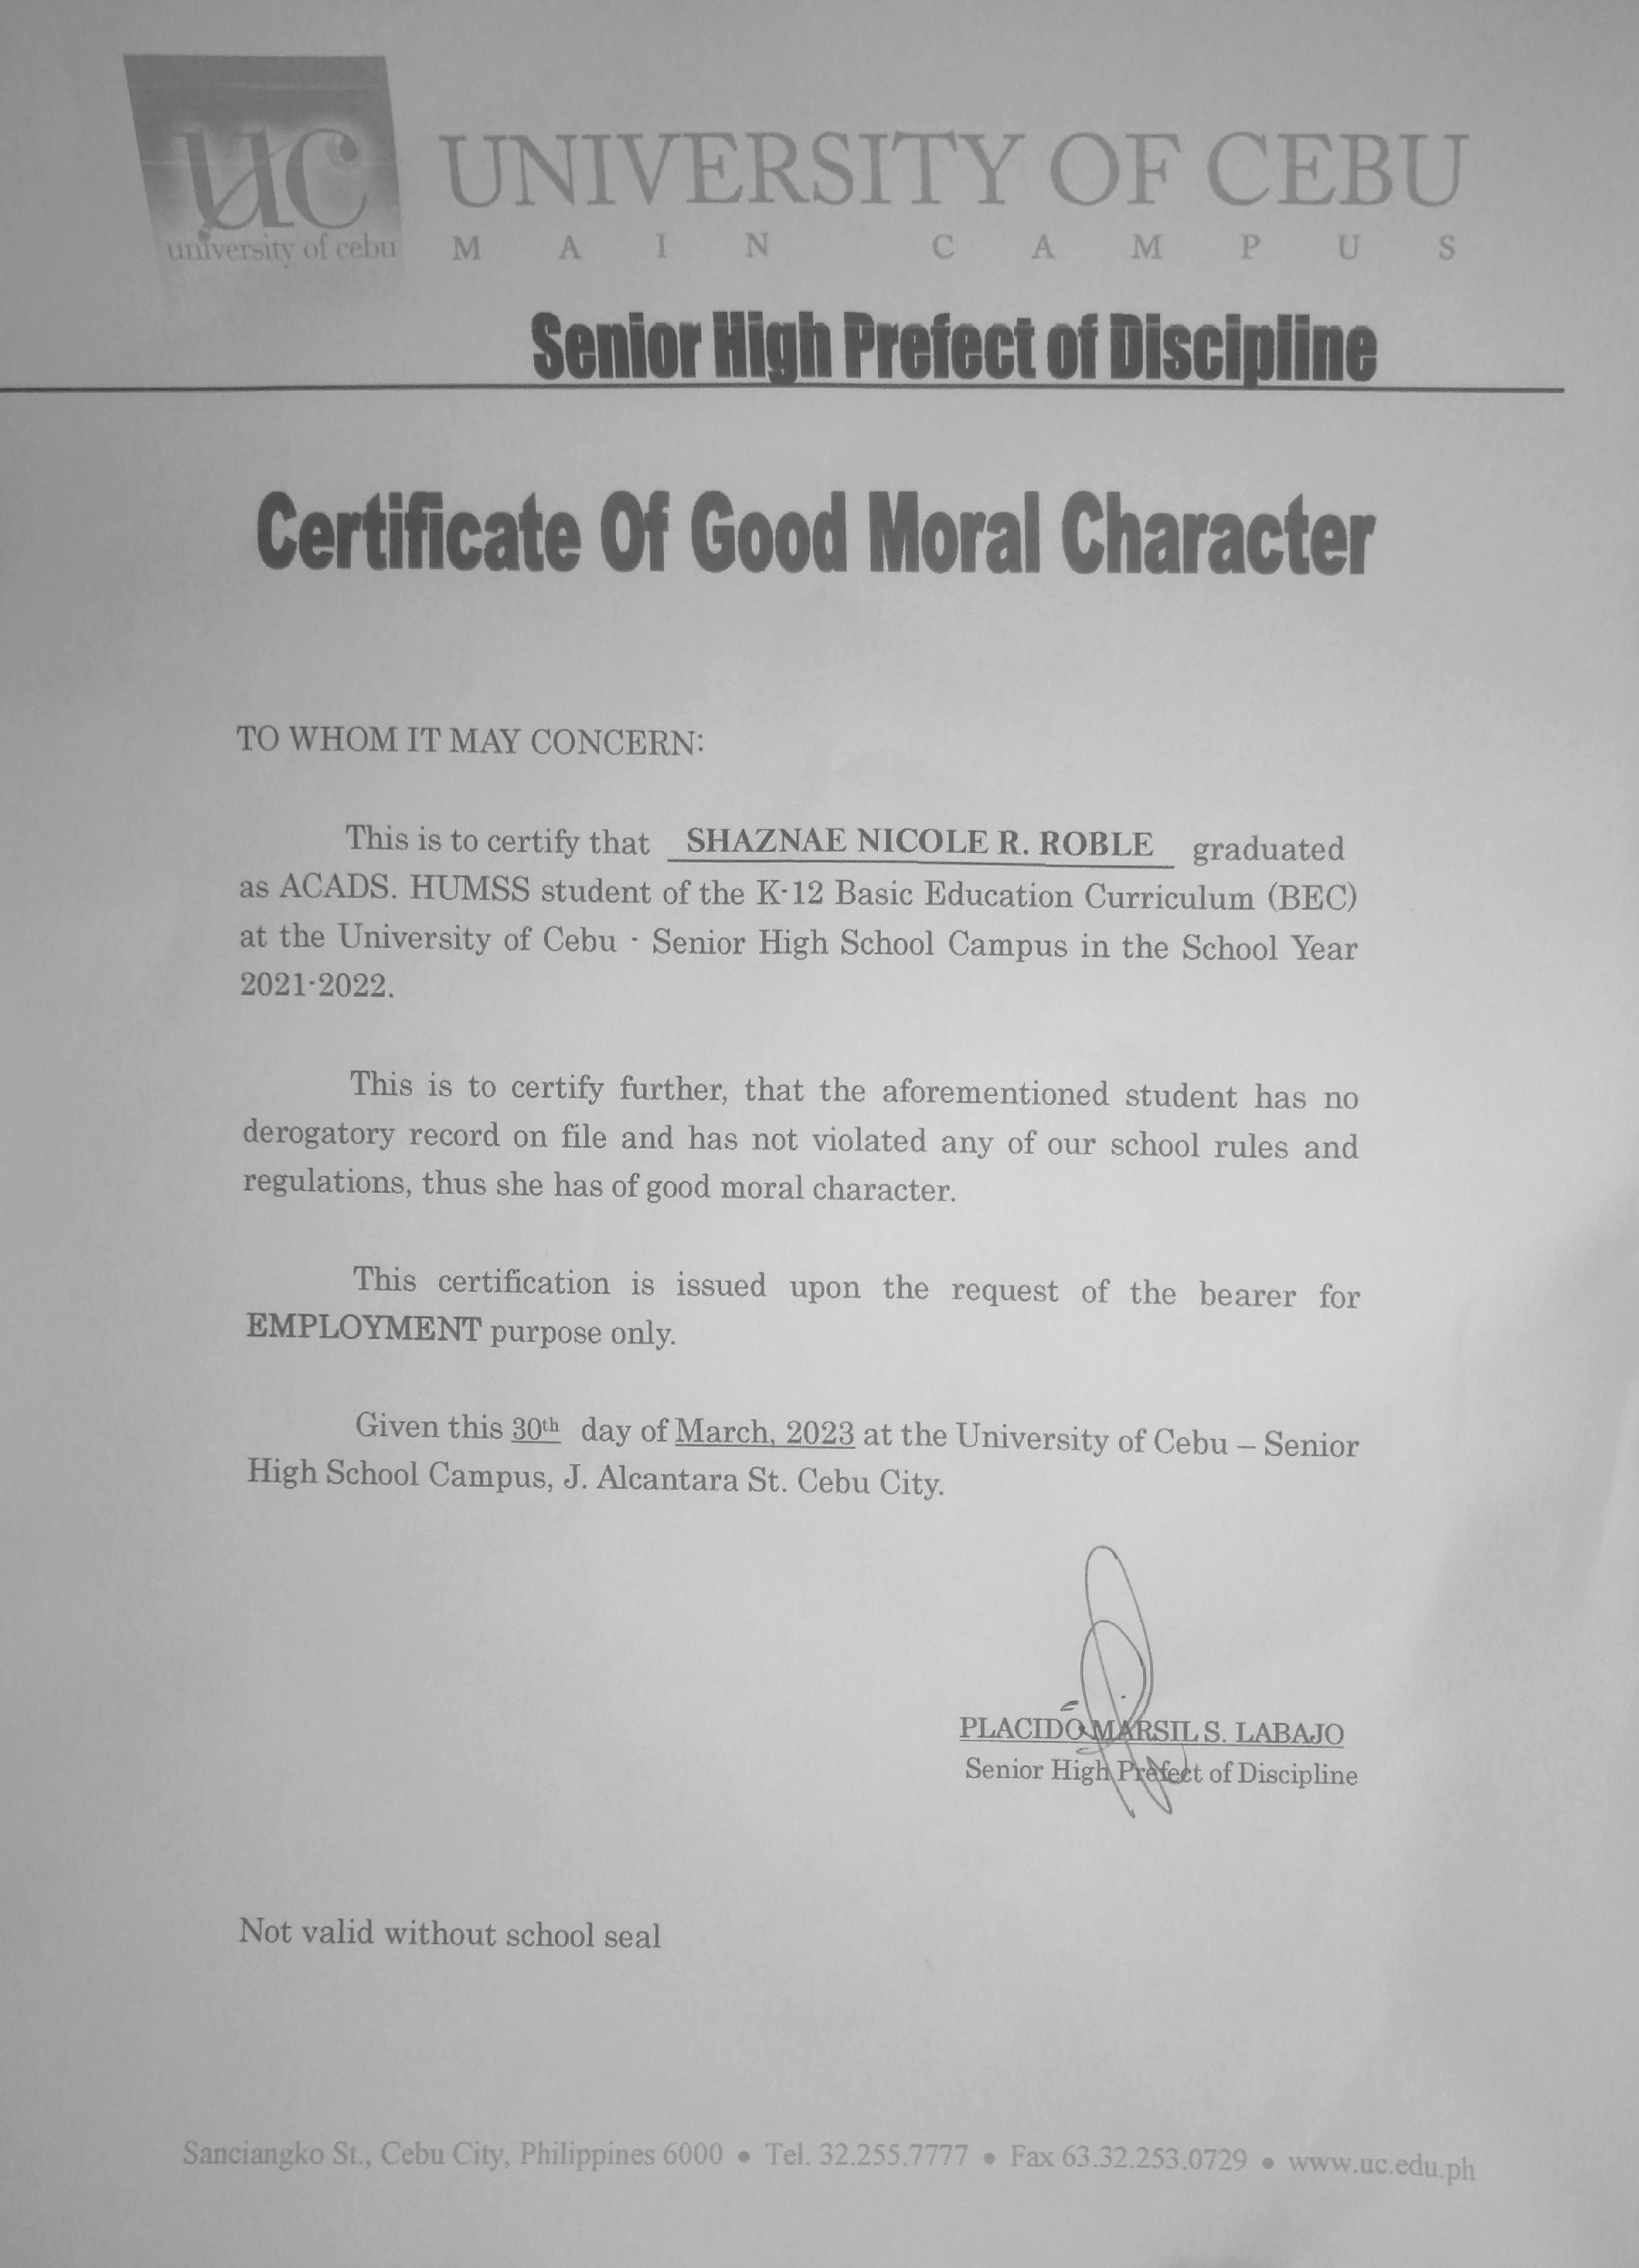 UC
university of cebu
UNIVERSITY OF CEBU
MAIN CAMPUS
Senior High Prefect of Discipline
Certificate Of Good Moral Character
TO WHOM IT MAY CONCERN:
This is to certify that SHAZNAE NICOLE R. ROBLE graduated
as ACADS. HUMSS student of the K-12 Basic Education Curriculum (BEC)
at the University of Cebu - Senior High School Campus in the School Year
2021-2022.
This is to certify further, that the aforementioned student has no
derogatory record on file and has not violated any of our school rules and
regulations, thus she has of good moral character.
This certification is issued upon the request of the bearer for
EMPLOYMENT purpose only.
Given this 30th day of March, 2023 at the University of Cebu – Senior
High School Campus, J. Alcantara St. Cebu City.
PLACIDO MARSIL S. LABAJO
Senior High Prefect of Discipline
Not valid without school seal
Sanciangko St., Cebu City, Philippines 6000 • Tel. 32.255.7777 • Fax 63.32.253.0729 • www.uc.edu.ph